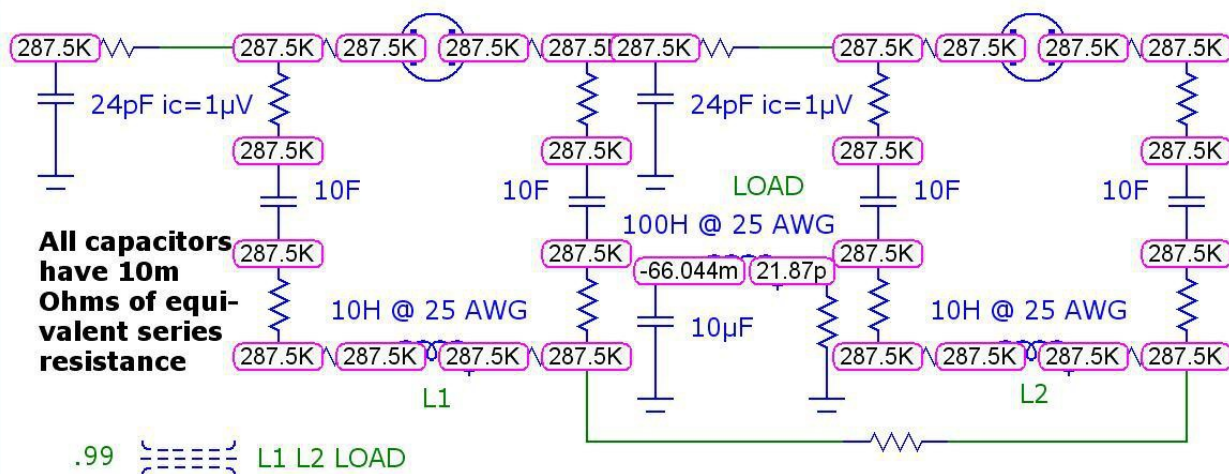 287.5K 287.5K 287.5K 287.5K 287.5K 287.5K 287.5K 287.5K 287.5K 287.5K
24pF ic=1µV 24pF ic=1µV
287.5K 287.5K 287.5K 287.5K
10F 10F LOAD 10F 10F
100H @ 25 AWG
All capacitors
have 10m
Ohms of equi-
valent series
resistance
287.5K 287.5K 287.5K 287.5K
-66.044m 21.87p
10H @ 25 AWG 10µF 10H @ 25 AWG
287.5K 287.5K 287.5K 287.5K 287.5K 287.5K 287.5K 287.5K
L1 L2
.99 L1 L2 LOAD